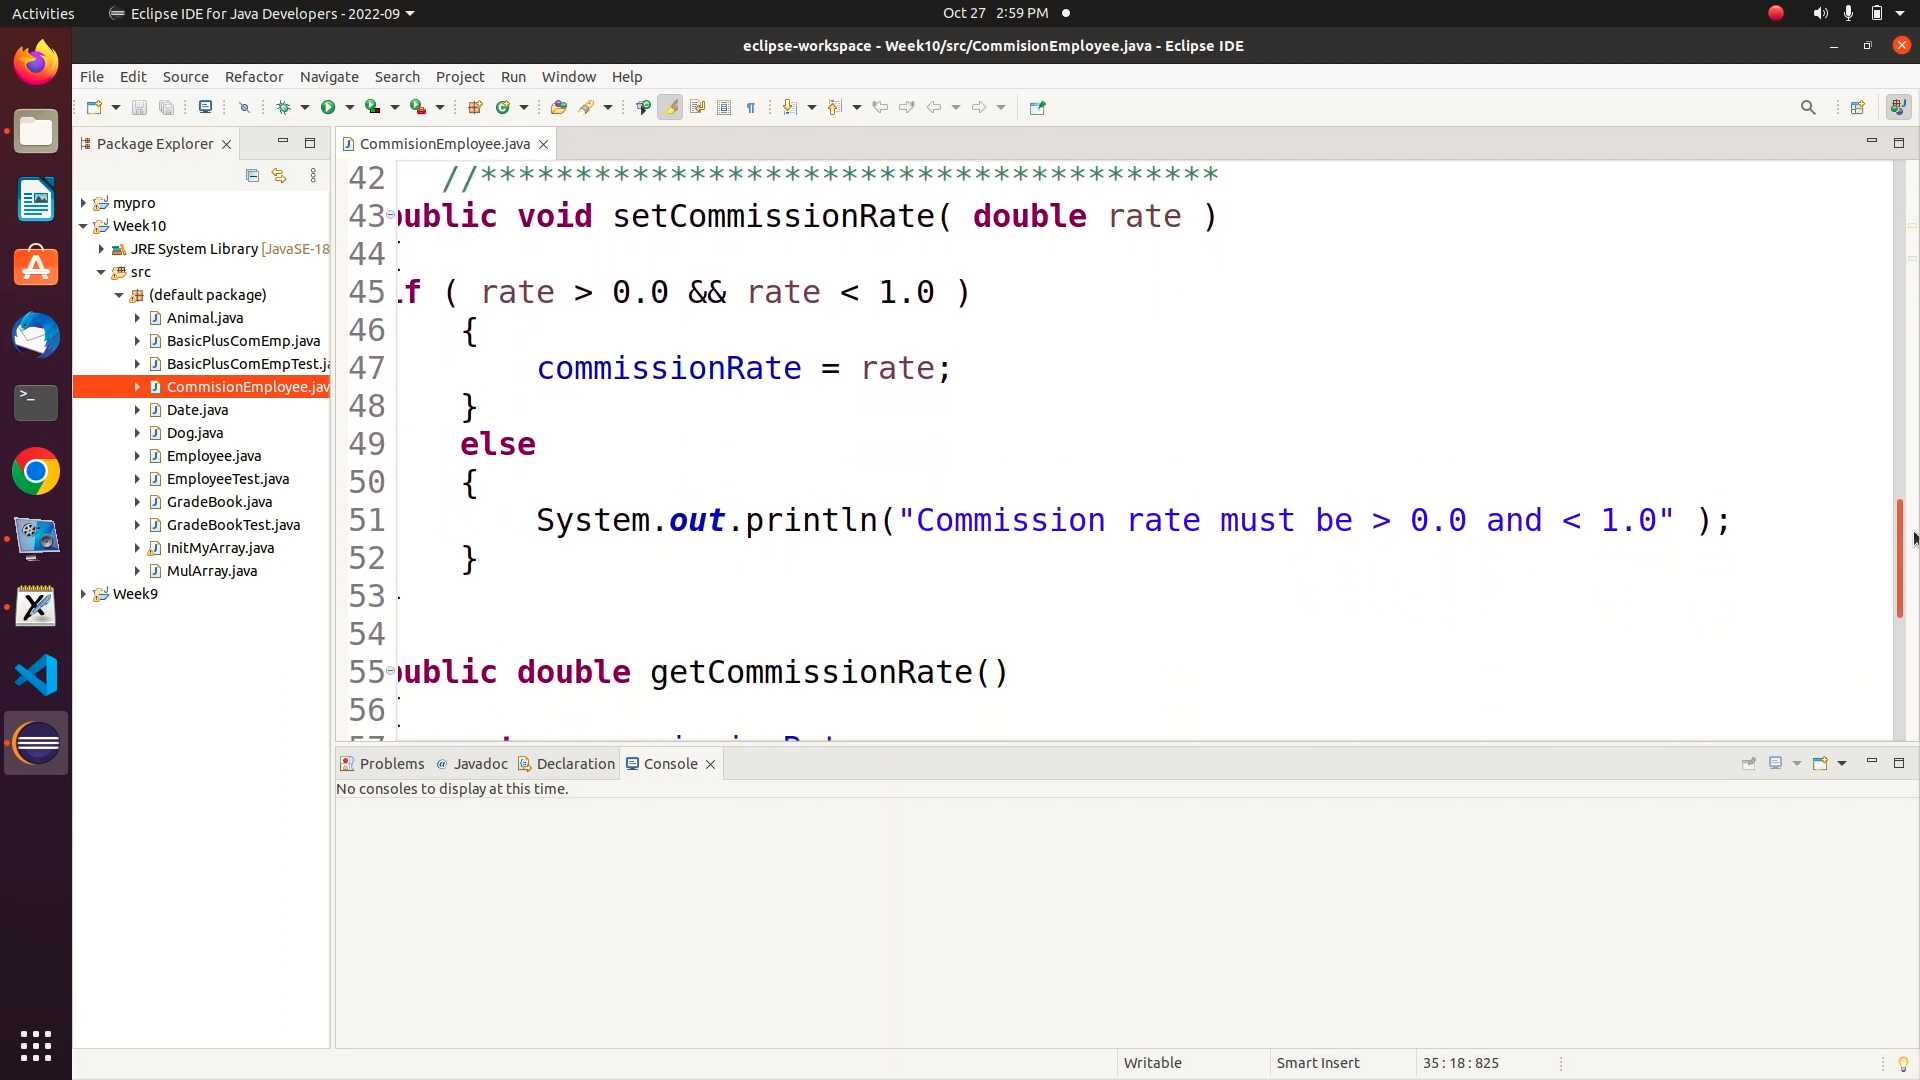 Activities
Eclipse IDE for Java Developers - 2022-09
Oct 27 2:59 PM
eclipse-workspace - Week10/src/CommisionEmployee.java - Eclipse IDE
File Edit Source Refactor Navigate Search Project Run Window Help
Package Explorer
CommisionEmployee.java
mypro
Week10
JRE System Library [JavaSE-18
src
(default package)
Animal.java
BasicPlusComEmp.java
BasicPlusComEmpTest.ja
CommisionEmployee.jav
Date.java
Dog.java
Employee.java
EmployeeTest.java
GradeBook.java
GradeBookTest.java
InitMyArray.java
MulArray.java
Week9
42 //***************************************
43 public void setCommissionRate( double rate )
44
45 if ( rate > 0.0 && rate < 1.0 )
46 {
47 commissionRate = rate;
48 }
49 else
50 {
51 System.out.println("Commission rate must be > 0.0 and < 1.0" );
52 }
53
54
55 public double getCommissionRate()
56
57
Problems Javadoc Declaration Console
No consoles to display at this time.
Writable Smart Insert 35 : 18 : 825